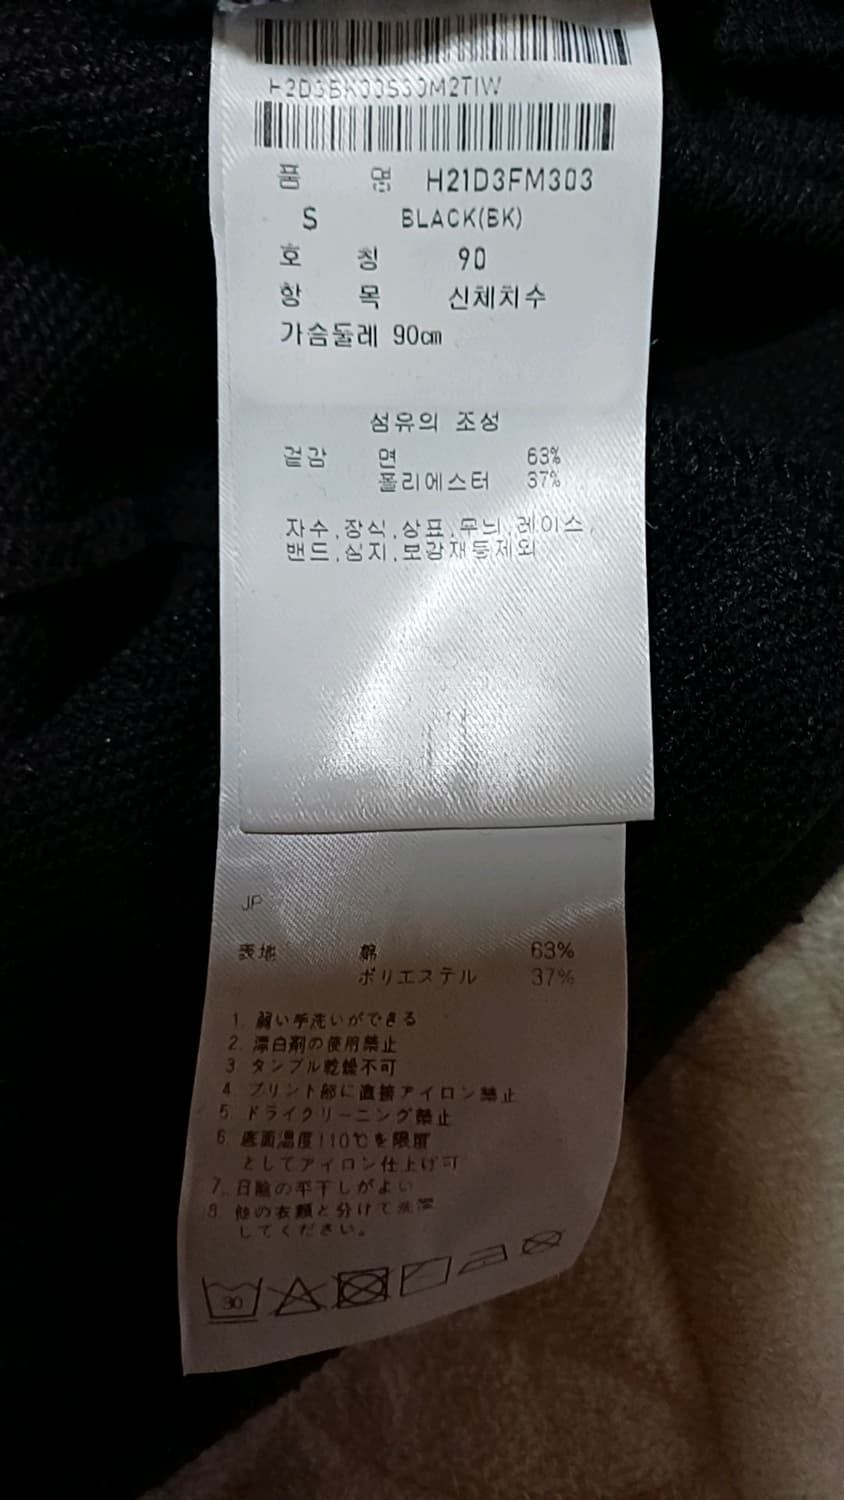 품 명 H21D3FM303
S BLACK(BK)
호 칭 90
항 목 신체치수
가슴둘레 90cm
섬유의 조성
겉감 면 63%
폴리에스터 37%
자수,장식,상표,무늬,레이스,
밴드,심지,보강재등제외
JP
表地 綿 63%
ポリエステル 37%
1. 弱い手洗いができる
2. 漂白剤の使用禁止
3. タンブル乾燥不可
4. プリント部に直接アイロン禁止
5. ドライクリーニング禁止
6. 底面温度110℃を限度
としてアイロン仕上げ可
7. 日陰の平干しがよい
8. 他の衣類と分けて洗濯
してください。
30